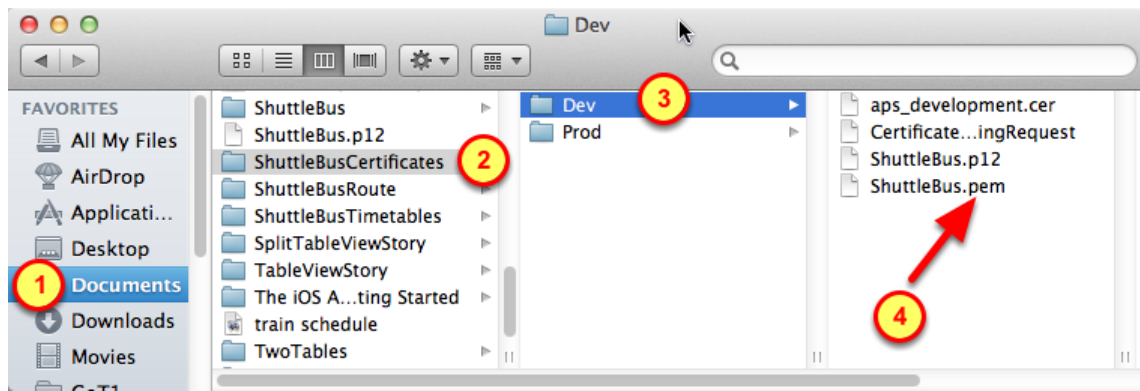 Dev
FAVORITES
All My Files
AirDrop
Applicati...
Desktop
1
Documents
Downloads
Movies
ShuttleBus
ShuttleBus.p12
ShuttleBusCertificates
2
ShuttleBusRoute
ShuttleBusTimetables
SplitTableViewStory
TableViewStory
The iOS A...ting Started
train schedule
TwoTables
Dev
3
Prod
aps_development.cer
Certificate...ingRequest
ShuttleBus.p12
ShuttleBus.pem
4